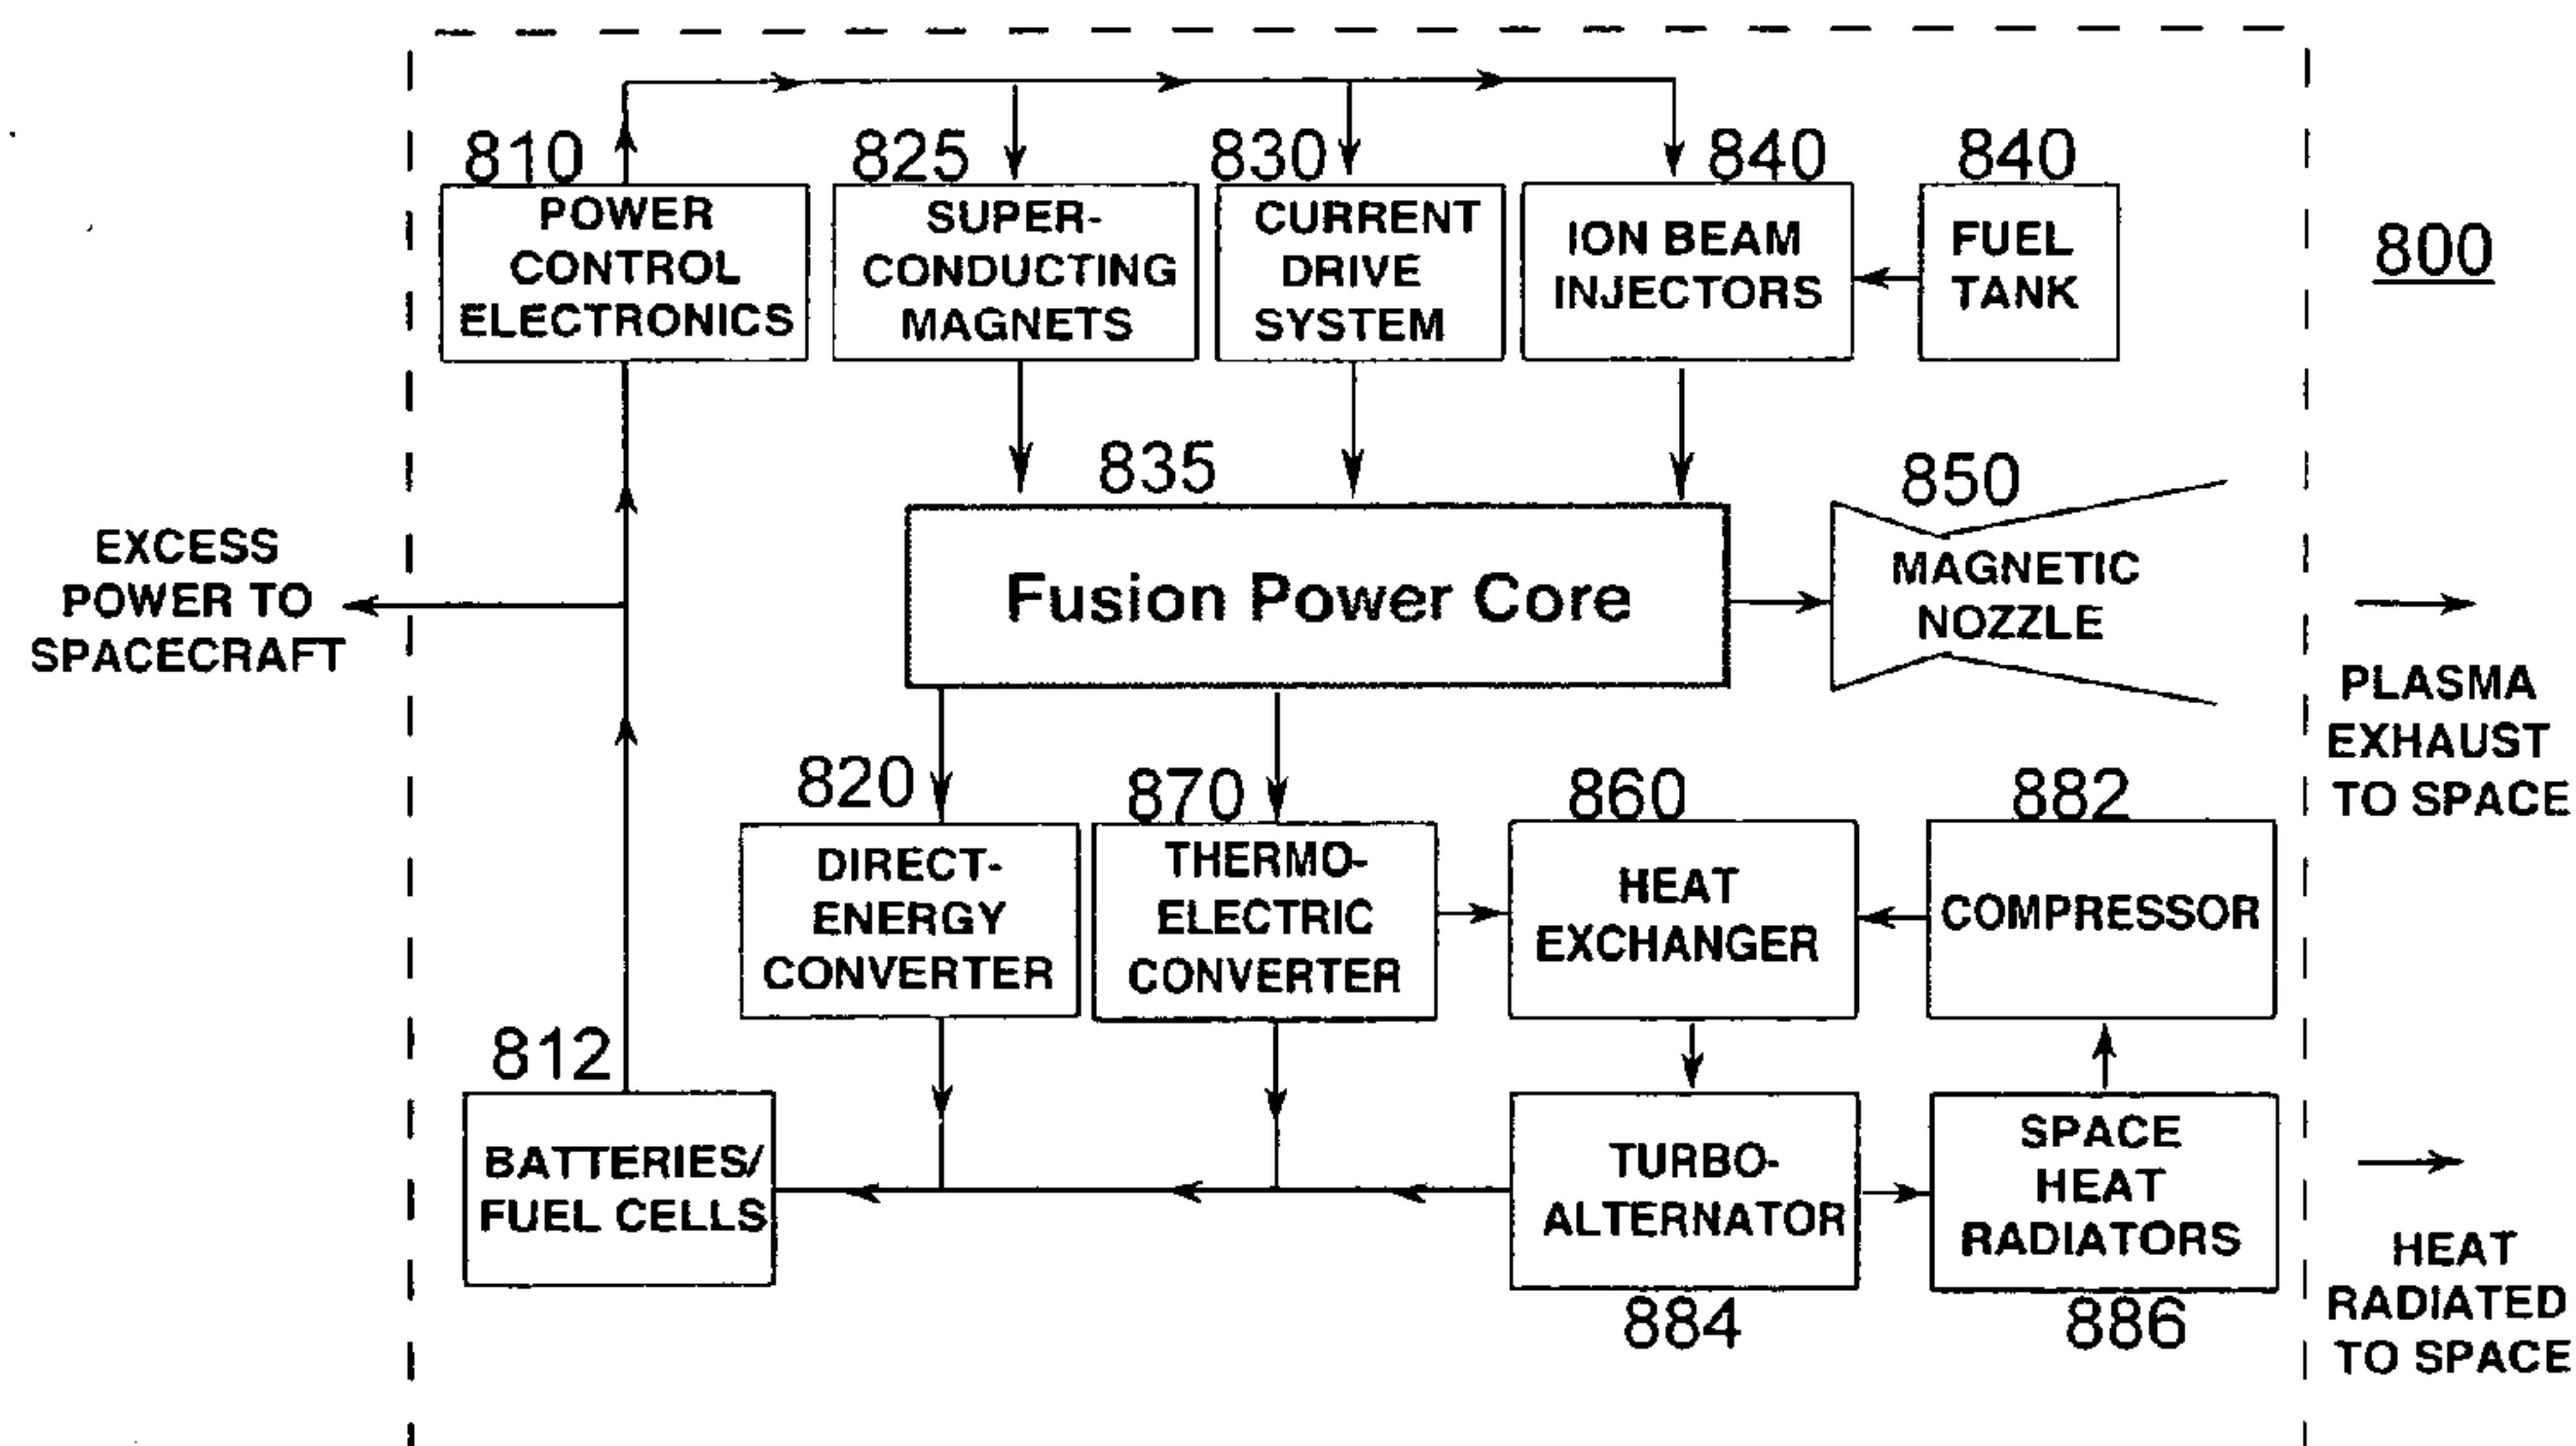 810
POWER
CONTROL
ELECTRONICS
825
SUPER-
CONDUCTING
MAGNETS
830
CURRENT
DRIVE
SYSTEM
840
ION BEAM
INJECTORS
840
FUEL
TANK
800
EXCESS
POWER TO
SPACECRAFT
835
Fusion Power Core
850
MAGNETIC
NOZZLE
PLASMA
EXHAUST
TO SPACE
820
DIRECT-
ENERGY
CONVERTER
870
THERMO-
ELECTRIC
CONVERTER
860
HEAT
EXCHANGER
882
COMPRESSOR
812
BATTERIES/
FUEL CELLS
TURBO-
ALTERNATOR
884
SPACE
HEAT
RADIATORS
886
HEAT
RADIATED
TO SPACE